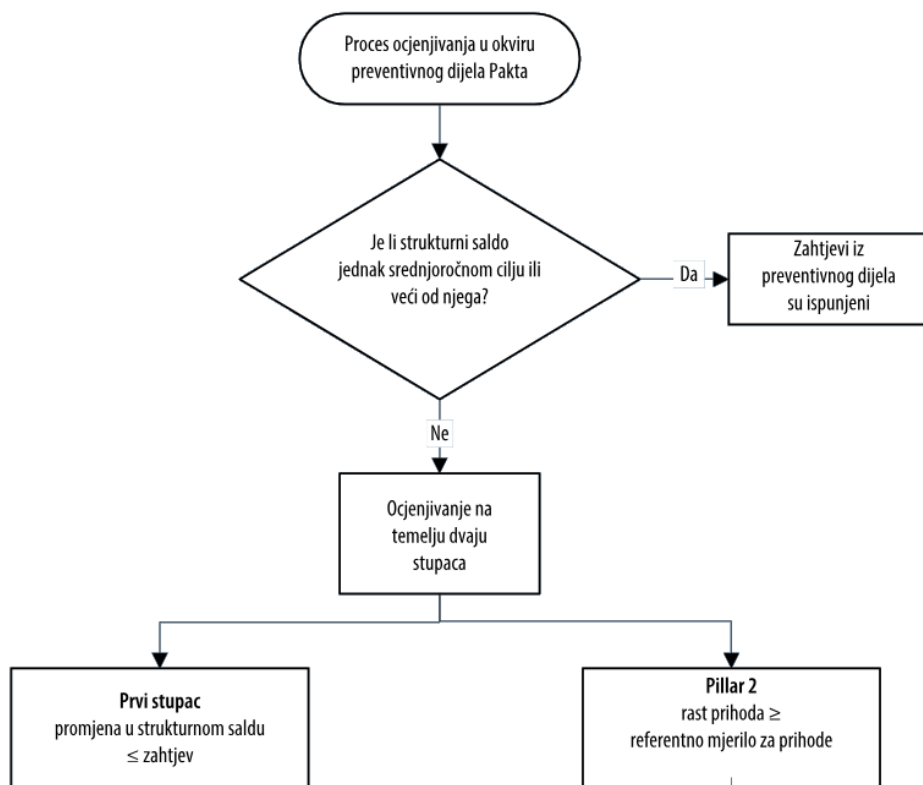 Proces ocjenjivanja u okviru
preventivnog dijela Pakta
Je li strukturni saldo
jednak srednjoročnom cilju ili
veći od njega?
Da
Zahtjevi iz
preventivnog dijela
su ispunjeni
Ne
Ocjenjivanje na
temelju dvaju
stupaca
Prvi stupac
promjena u strukturnom saldu
≤ zahtjev
Pillar 2
rast prihoda ≥
referentno mjerilo za prihode